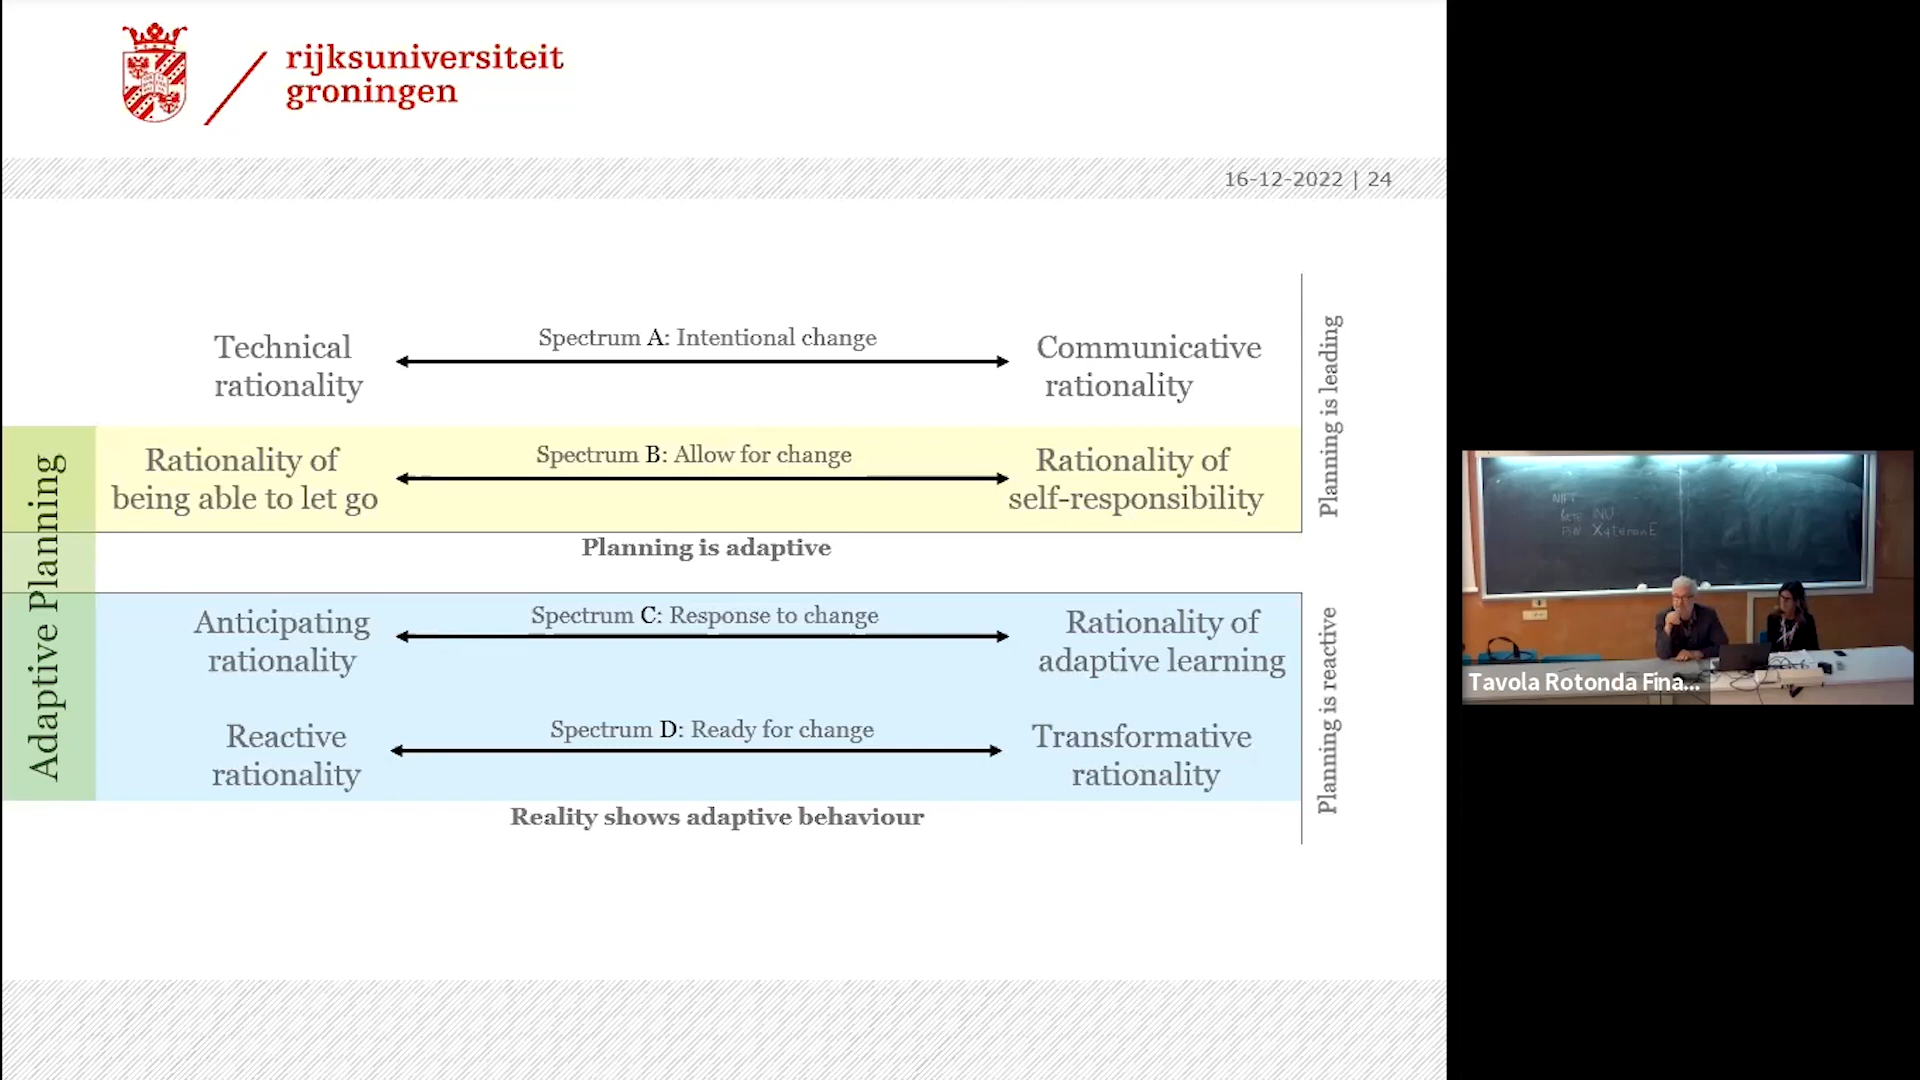 rijksuniversiteit
groningen
16-12-2022 | 24
Technical
rationality
Spectrum A: Intentional change
Communicative
rationality
Rationality of
being able to let go
Spectrum B: Allow for change
Rationality of
self-responsibility
Planning is leading
Planning is adaptive
Adaptive Planning
Anticipating
rationality
Spectrum C: Response to change
Rationality of
adaptive learning
Reactive
rationality
Spectrum D: Ready for change
Transformative
rationality
Planning is reactive
Reality shows adaptive behaviour
Tavola Rotonda Fina...